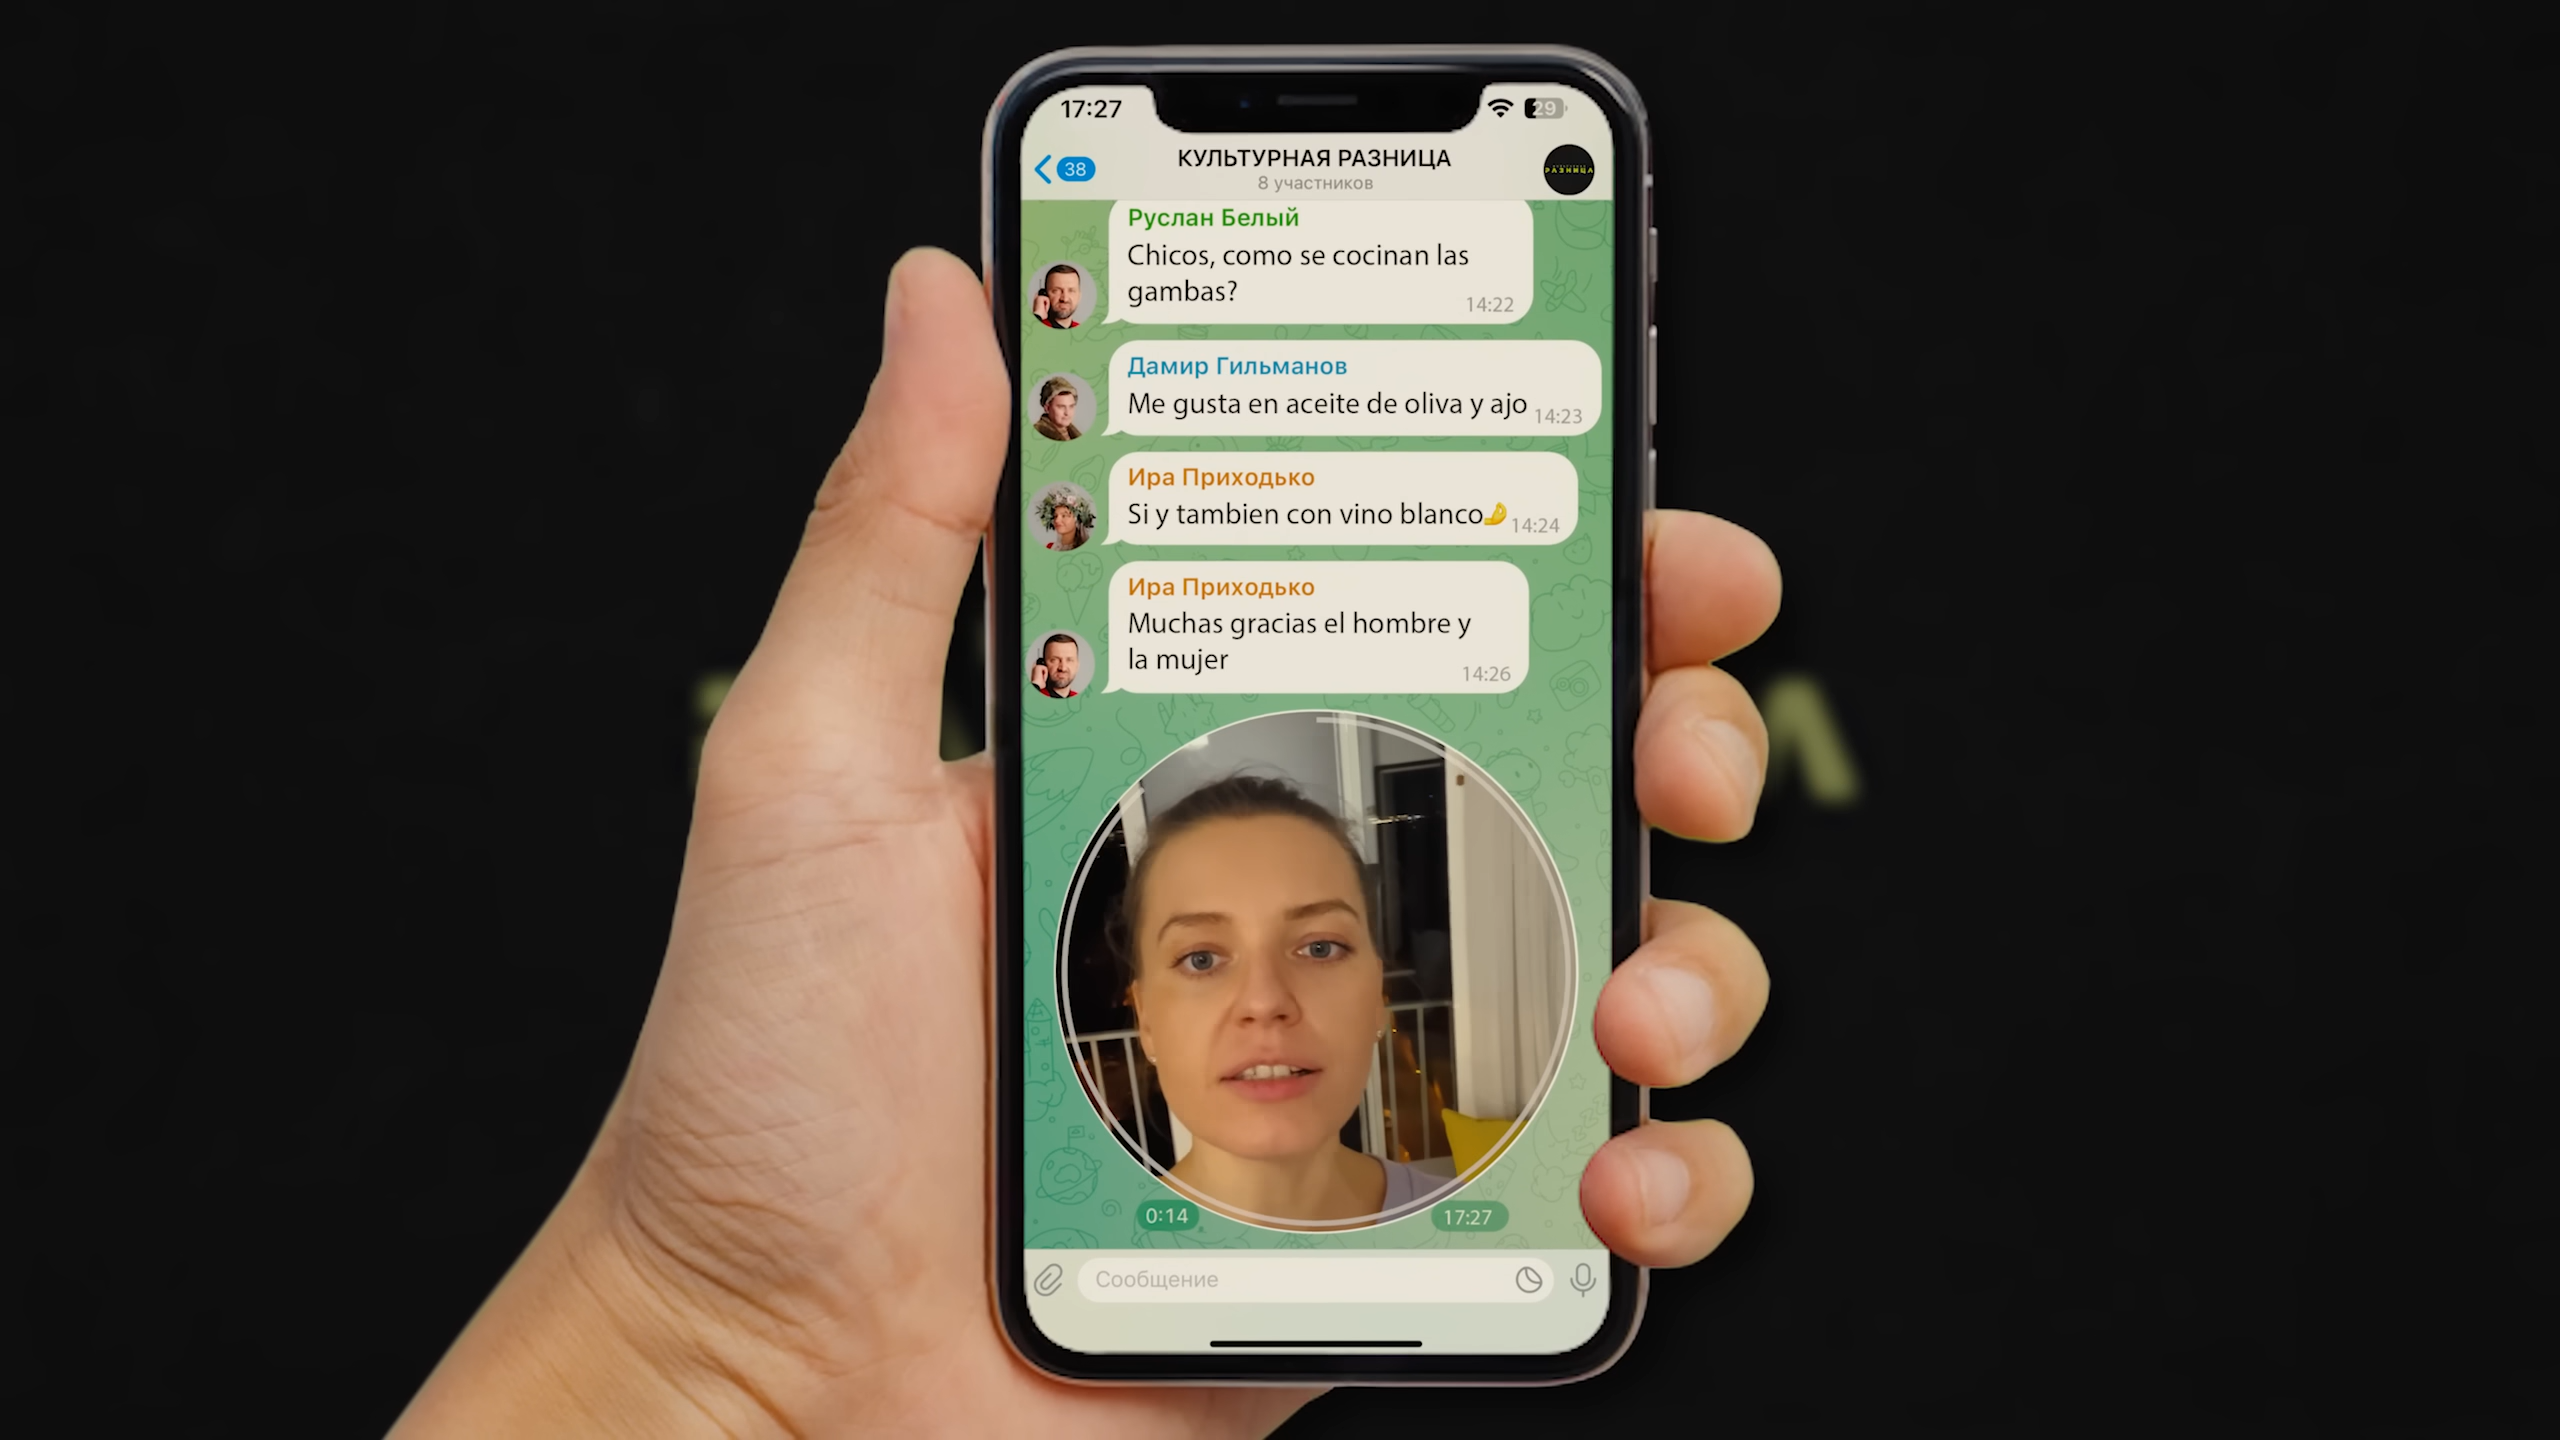 17:27
29
38
КУЛЬТУРНАЯ РАЗНИЦА
8 участников
РАЗНИЦА
Руслан Белый
Chicos, como se cocinan las
gambas?
14:22
Дамир Гильманов
Me gusta en aceite de oliva y ajo
14:23
Ира Приходько
Si y tambien con vino blanco🤌
14:24
Ира Приходько
Muchas gracias el hombre y
la mujer
14:26
0:14
17:27
Сообщение